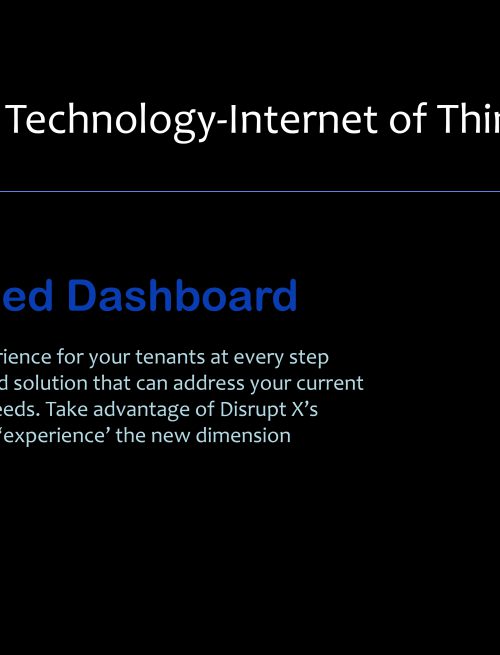 Technology-Internet of Thin
ed Dashboard
rience for your tenants at every step
d solution that can address your current
eeds. Take advantage of Disrupt X’s
‘experience’ the new dimension